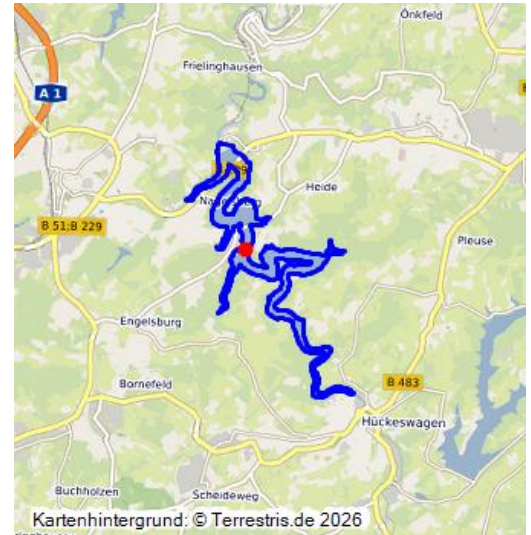 Önkfeld
Frielinghausen
A 1
Heide
B 51;B 229
Pleuse
Engelsburg
Bornefeld
B 483
Hückeswagen
Buchholzen
Scheideweg
Kartenhintergrund: © Terrestris.de 2026